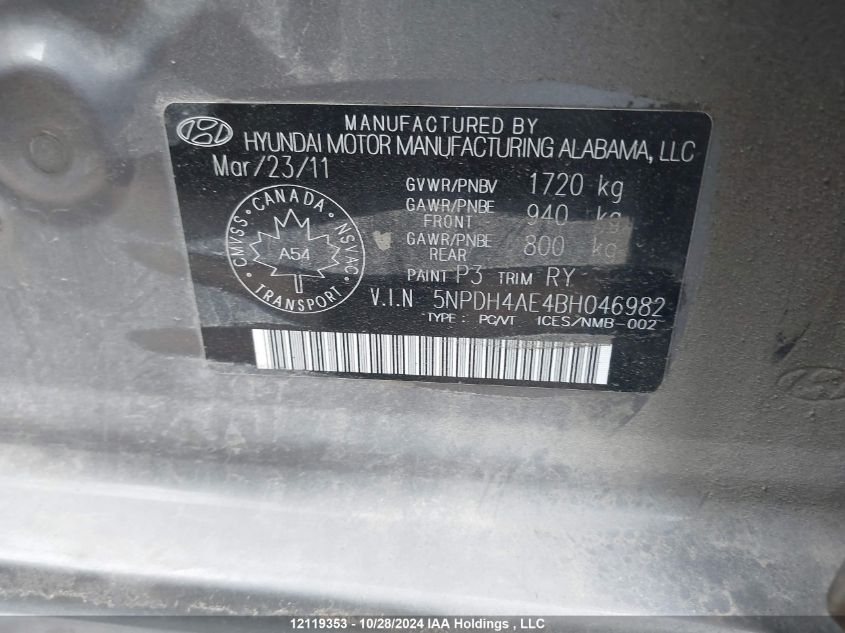 MANUFACTURED BY
HYUNDAI MOTOR MANUFACTURING ALABAMA, LLC
Mar/23/11
GVWR/PNBV 1720 kg
GAWR/PNBE FRONT 940 kg
GAWR/PNBE REAR 800 kg
CANADA
CMVSS NSVAC
A54
TRANSPORT
PAINT P3 TRIM RY
V.I.N 5NPDH4AE4BH046982
TYPE : PC/VT ICES/NMB-002
12119353 - 10/28/2024 IAA Holdings , LLC